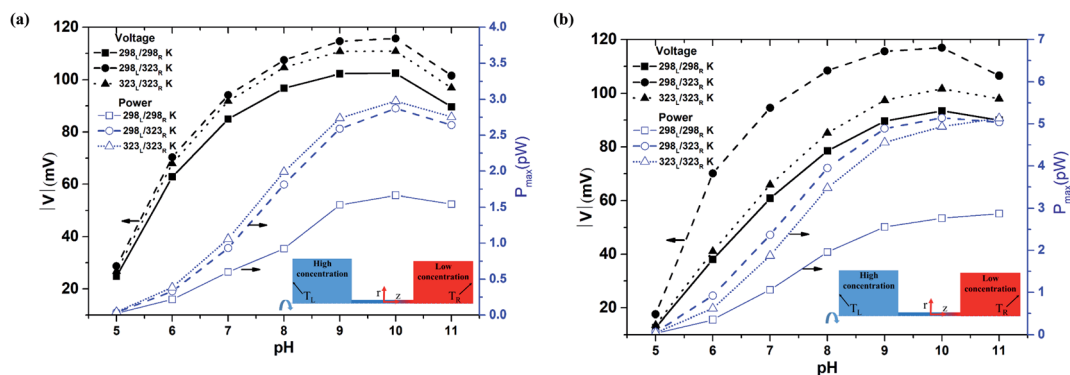 (a)
120
100
80
60
40
20
|V|(mV)
Voltage
298L/298R K
298L/323R K
323L/323R K
Power
298L/298R K
298L/323R K
323L/323R K
4.0
3.5
3.0
2.5
2.0
1.5
1.0
0.5
0.0
Pmax(pW)
High
concentration
TL
r
z
Low
concentration
TR
5 6 7 8 9 10 11
pH
(b)
120
100
80
60
40
20
|V|(mV)
Voltage
298L/298R K
298L/323R K
323L/323R K
Power
298L/298R K
298L/323R K
323L/323R K
7
6
5
4
3
2
1
0
Pmax(pW)
High
concentration
TL
r
z
Low
concentration
TR
5 6 7 8 9 10 11
pH